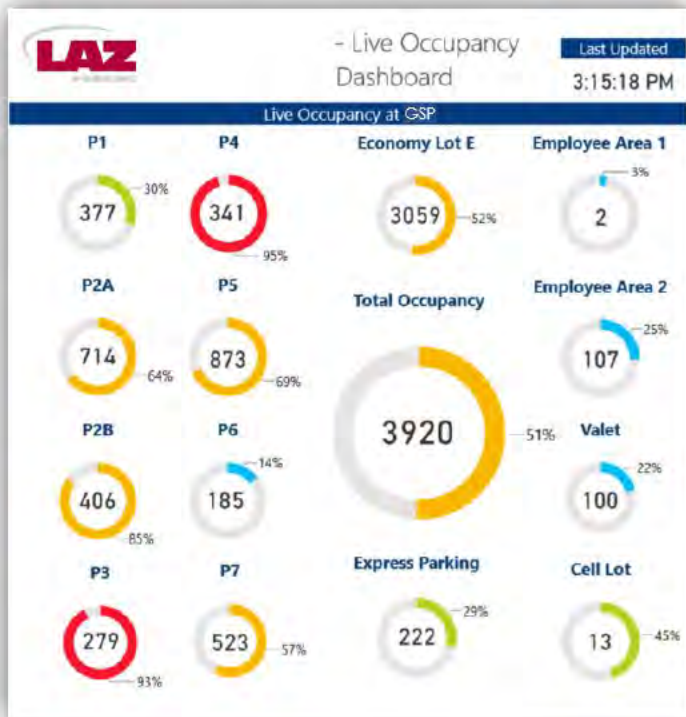 LAZ
- Live Occupancy
Dashboard
Last Updated
3:15:18 PM
Live Occupancy at GSP
P1
377
30%
P4
341
95%
Economy Lot E
3059
52%
Employee Area 1
2
3%
P2A
714
64%
P5
873
69%
Total Occupancy
3920
51%
Employee Area 2
107
25%
P2B
406
85%
P6
185
14%
Valet
100
22%
P3
279
93%
P7
523
57%
Express Parking
222
29%
Cell Lot
13
45%